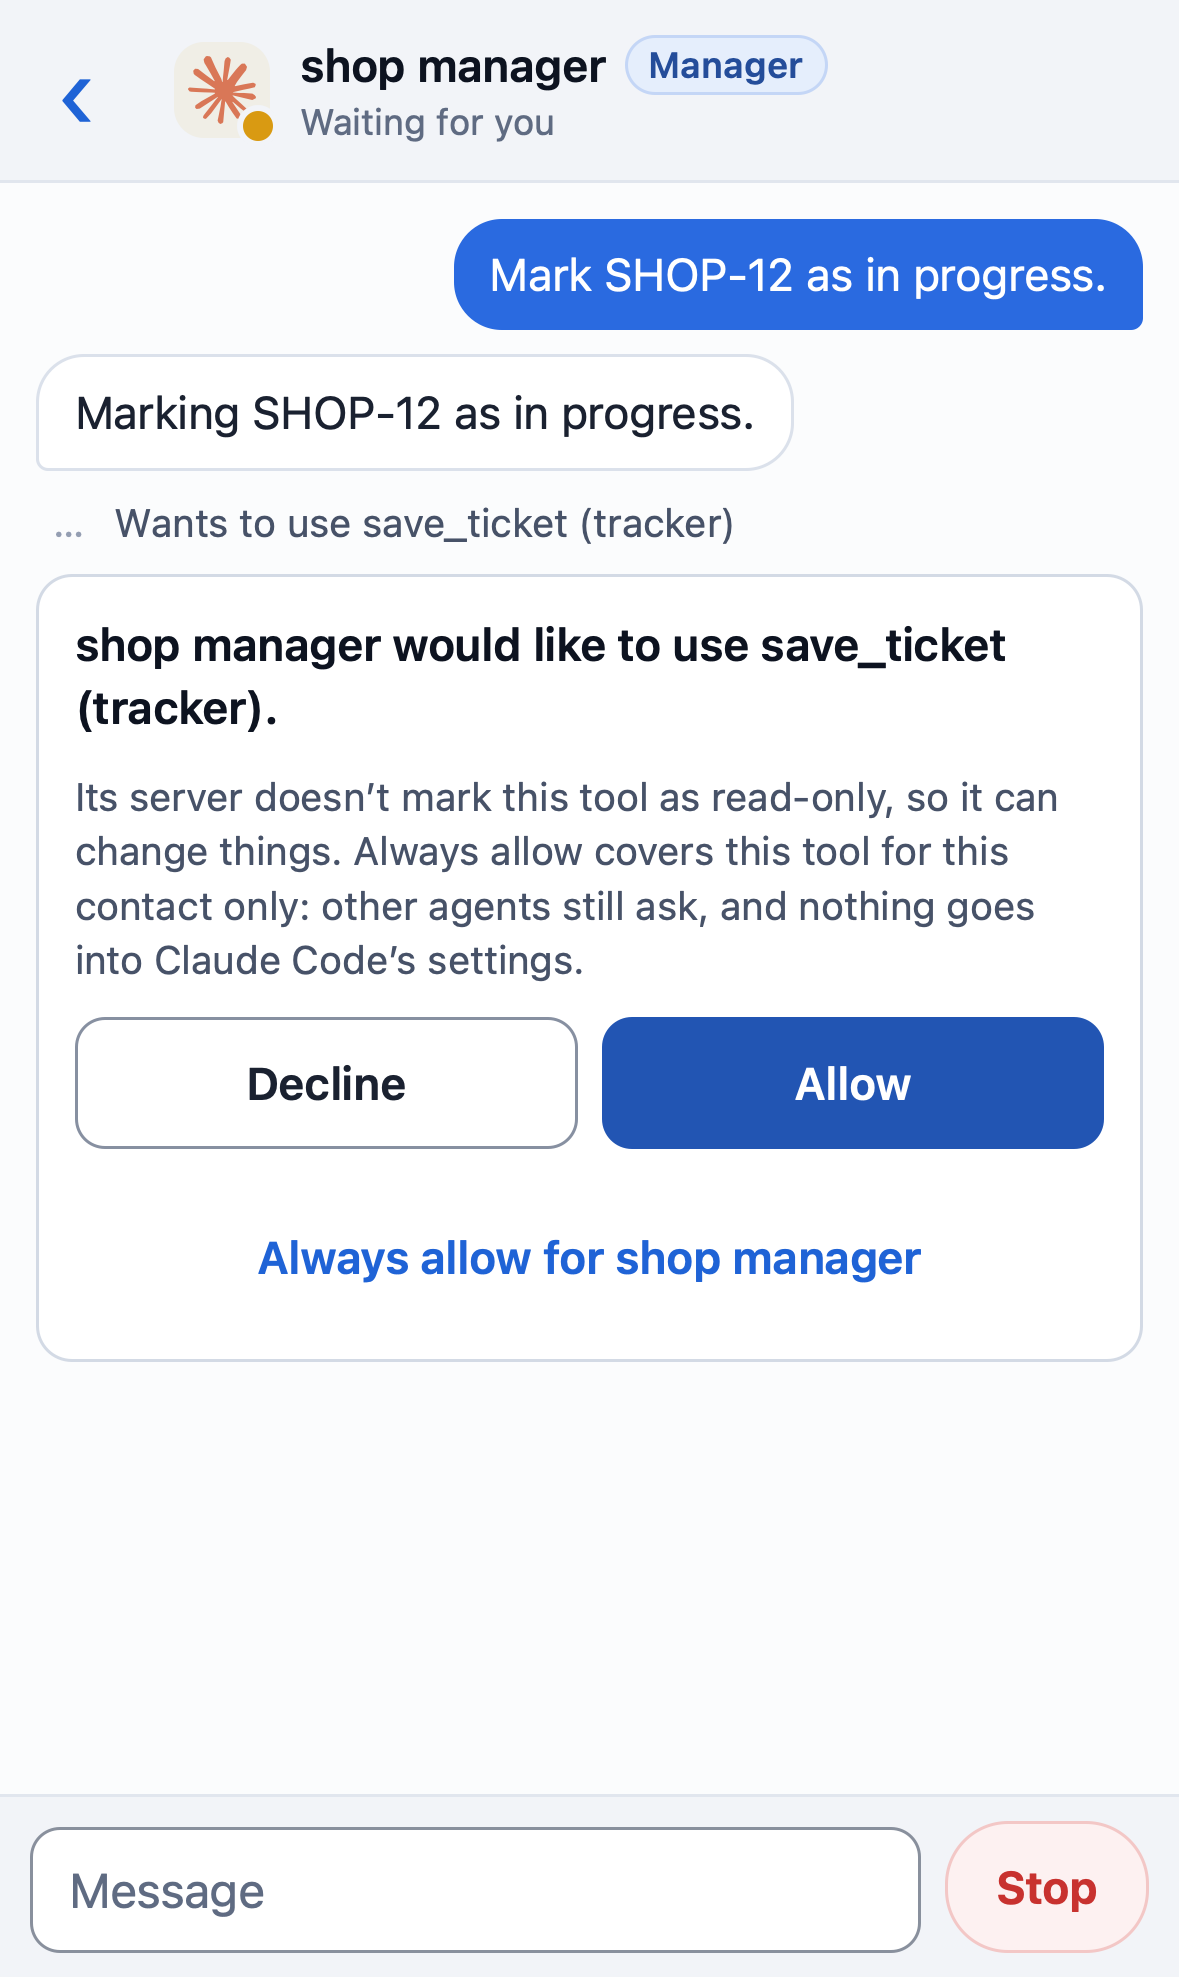 shop manager Manager
Waiting for you
Mark SHOP-12 as in progress.
Marking SHOP-12 as in progress.
... Wants to use save_ticket (tracker)
shop manager would like to use save_ticket
(tracker).
Its server doesn’t mark this tool as read-only, so it can
change things. Always allow covers this tool for this
contact only: other agents still ask, and nothing goes
into Claude Code’s settings.
Decline Allow
Always allow for shop manager
Message Stop